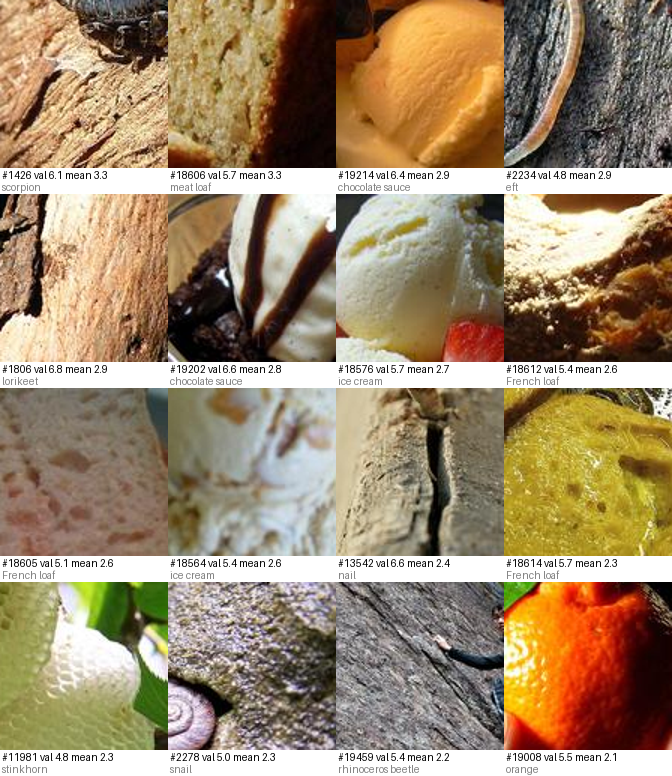 #1426 val 6.1 mean 3.3
scorpion
#18606 val 5.7 mean 3.3
meat loaf
#19214 val 6.4 mean 2.9
chocolate sauce
#2234 val 4.8 mean 2.9
eft
#1806 val 6.8 mean 2.9
lorikeet
#19202 val 6.6 mean 2.8
chocolate sauce
#18576 val 5.7 mean 2.7
ice cream
#18612 val 5.4 mean 2.6
French loaf
#18605 val 5.1 mean 2.6
French loaf
#18564 val 5.4 mean 2.6
ice cream
#13542 val 6.6 mean 2.4
nail
#18614 val 5.7 mean 2.3
French loaf
#11981 val 4.8 mean 2.3
stinkhorn
#2278 val 5.0 mean 2.3
snail
#19459 val 5.4 mean 2.2
rhinoceros beetle
#19008 val 5.5 mean 2.1
orange